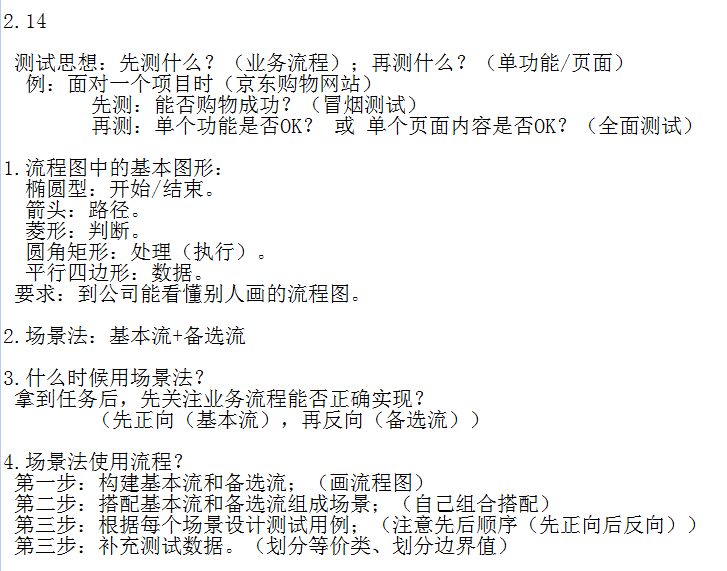 2.14
测试思想：先测什么？（业务流程）；再测什么？（单功能/页面）
例：面对一个项目时（京东购物网站）
先测：能否购物成功？（冒烟测试）
再测：单个功能是否OK？ 或 单个页面内容是否OK？（全面测试）
1.流程图中的基本图形：
椭圆型：开始/结束。
箭头：路径。
菱形：判断。
圆角矩形：处理（执行）。
平行四边形：数据。
要求：到公司能看懂别人画的流程图。
2.场景法：基本流+备选流
3.什么时候用场景法？
拿到任务后，先关注业务流程能否正确实现？
（先正向（基本流），再反向（备选流））
4.场景法使用流程？
第一步：构建基本流和备选流；（画流程图）
第二步：搭配基本流和备选流组成场景；（自己组合搭配）
第三步：根据每个场景设计测试用例；（注意先后顺序（先正向后反向））
第三步：补充测试数据。（划分等价类、划分边界值）